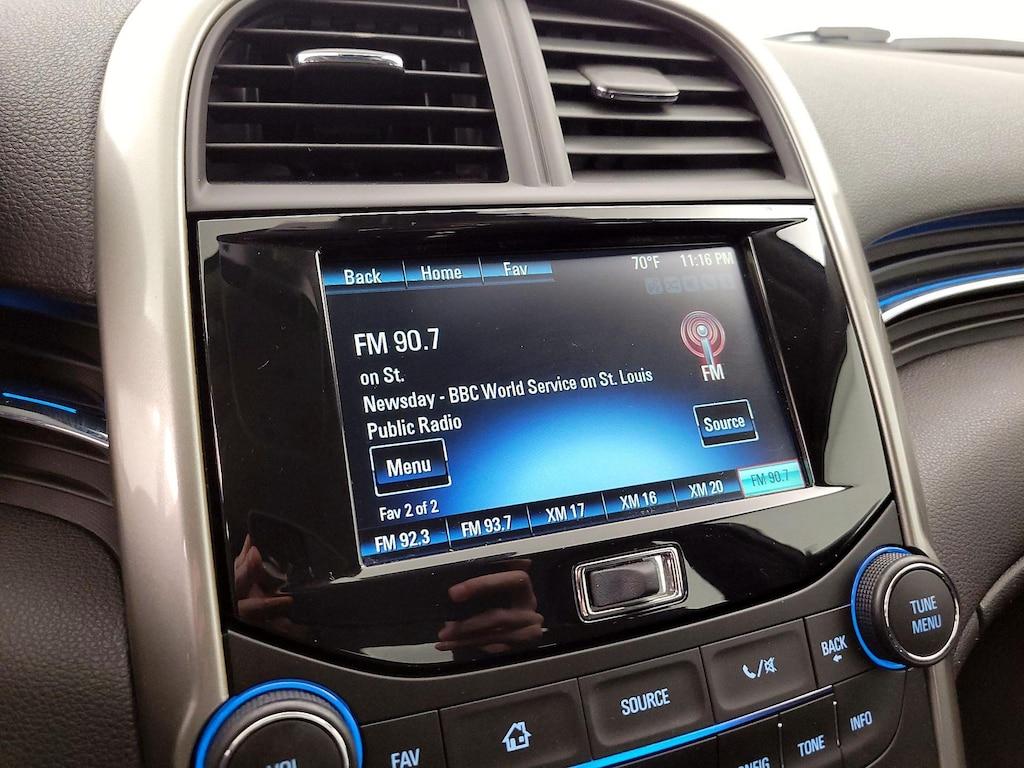 Back Home Fav 70°F 11:16 PM
FM 90.7
on St.
FM
Newsday - BBC World Service on St. Louis
Public Radio
Source
Menu
Fav 2 of 2
FM 92.3 FM 93.7 XM 17 XM 16 XM 20 FM 90.7
TUNE
MENU
BACK
SOURCE
FAV
INFO
TONE